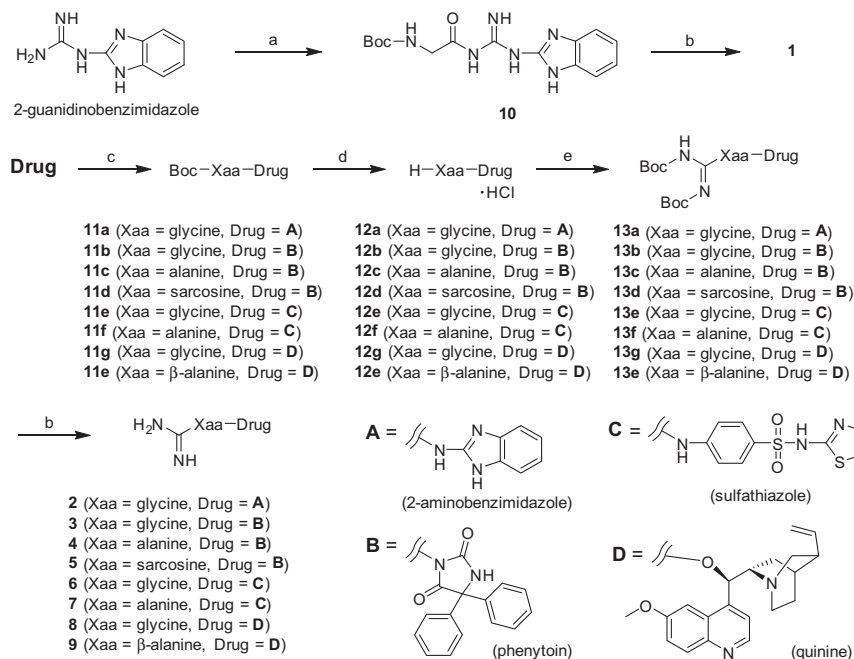 NH
H₂N
N
H
N
N
H
2-guanidinobenzimidazole
a
Boc
H
N
O
N
H
NH
N
H
N
N
H
10
b
1
Drug
c
Boc–Xaa–Drug
d
H–Xaa–Drug
·HCl
e
Boc
H
N
Xaa–Drug
N
Boc
11a (Xaa = glycine, Drug = A)
11b (Xaa = glycine, Drug = B)
11c (Xaa = alanine, Drug = B)
11d (Xaa = sarcosine, Drug = B)
11e (Xaa = glycine, Drug = C)
11f (Xaa = alanine, Drug = C)
11g (Xaa = glycine, Drug = D)
11e (Xaa = β-alanine, Drug = D)
12a (Xaa = glycine, Drug = A)
12b (Xaa = glycine, Drug = B)
12c (Xaa = alanine, Drug = B)
12d (Xaa = sarcosine, Drug = B)
12e (Xaa = glycine, Drug = C)
12f (Xaa = alanine, Drug = C)
12g (Xaa = glycine, Drug = D)
12e (Xaa = β-alanine, Drug = D)
13a (Xaa = glycine, Drug = A)
13b (Xaa = glycine, Drug = B)
13c (Xaa = alanine, Drug = B)
13d (Xaa = sarcosine, Drug = B)
13e (Xaa = glycine, Drug = C)
13f (Xaa = alanine, Drug = C)
13g (Xaa = glycine, Drug = D)
13e (Xaa = β-alanine, Drug = D)
b
H₂N
Xaa–Drug
NH
2 (Xaa = glycine, Drug = A)
3 (Xaa = glycine, Drug = B)
4 (Xaa = alanine, Drug = B)
5 (Xaa = sarcosine, Drug = B)
6 (Xaa = glycine, Drug = C)
7 (Xaa = alanine, Drug = C)
8 (Xaa = glycine, Drug = D)
9 (Xaa = β-alanine, Drug = D)
A =
N
H
N
N
H
(2-aminobenzimidazole)
B =
N
O
NH
O
(phenytoin)
C =
N
H
O
S
O
NH
N
S
(sulfathiazole)
D =
O
N
O
N
(quinine)